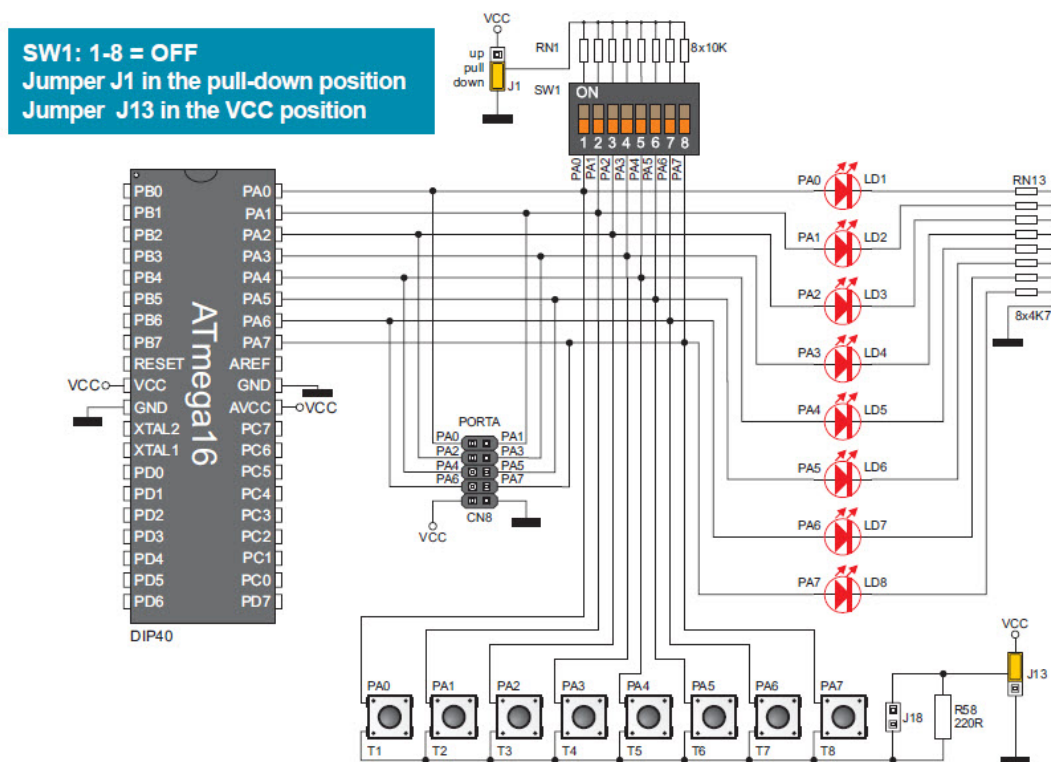 SW1: 1-8 = OFF
Jumper J1 in the pull-down position
Jumper J13 in the VCC position
VCC
up
pull
down
J1
RN1
8x10K
SW1
ON
1 2 3 4 5 6 7 8
PA0
PA1
PA2
PA3
PA4
PA5
PA6
PA7
PB0
PB1
PB2
PB3
PB4
PB5
PB6
PB7
RESET
VCC
GND
XTAL2
XTAL1
PD0
PD1
PD2
PD3
PD4
PD5
PD6
ATmega16
PA0
PA1
PA2
PA3
PA4
PA5
PA6
PA7
AREF
GND
AVCC
PC7
PC6
PC5
PC4
PC3
PC2
PC1
PC0
PD7
DIP40
VCC
VCC
PORTA
PA0 PA1
PA2 PA3
PA4 PA5
PA6 PA7
CN8
VCC
PA0 LD1
PA1 LD2
PA2 LD3
PA3 LD4
PA4 LD5
PA5 LD6
PA6 LD7
PA7 LD8
RN13
8x4K7
PA0 PA1 PA2 PA3 PA4 PA5 PA6 PA7
T1 T2 T3 T4 T5 T6 T7 T8
J18
R58
220R
VCC
J13